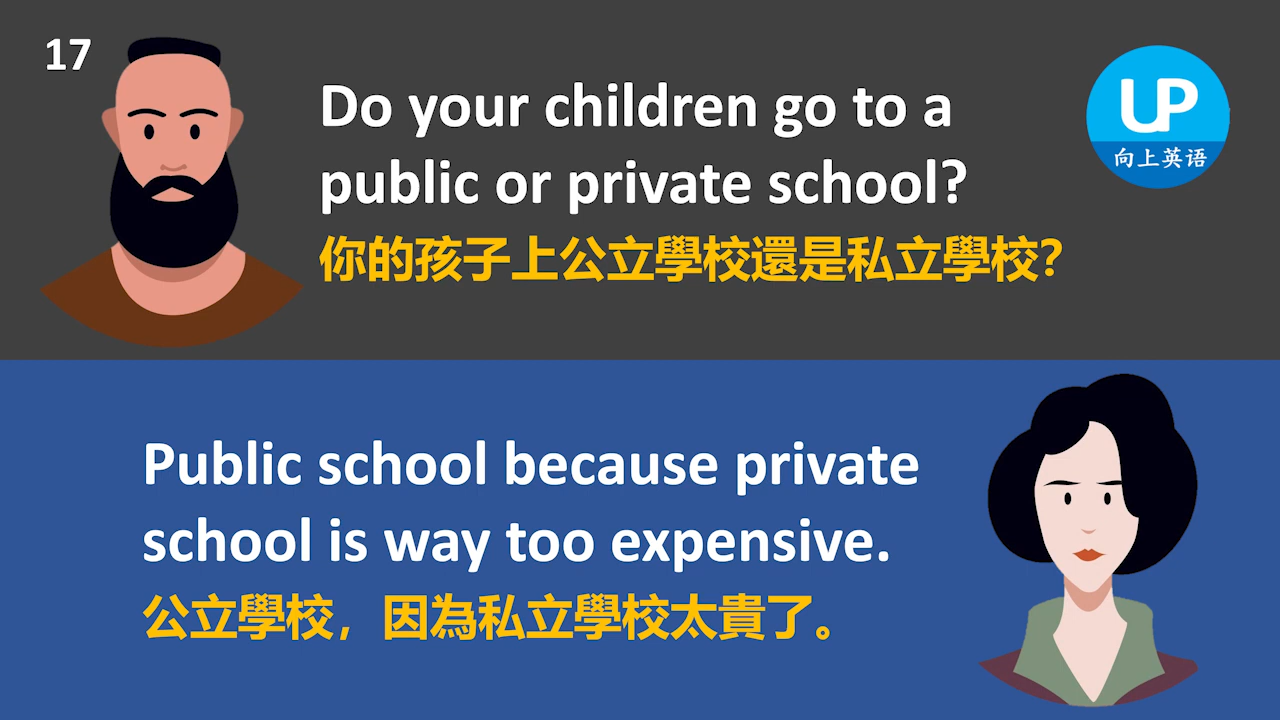 17
Do your children go to a
public or private school?
你的孩子上公立學校還是私立學校?
UP
向上英语
Public school because private
school is way too expensive.
公立學校，因為私立學校太貴了。